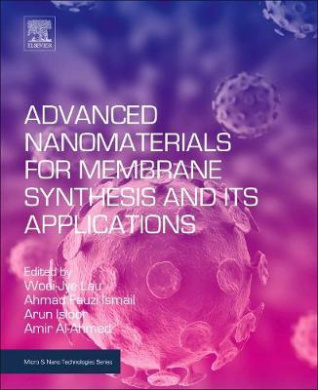 ELSEVIER
ADVANCED
NANOMATERIALS
FOR MEMBRANE
SYNTHESIS AND ITS
APPLICATIONS
Edited by
Woei-Jye Lau
Ahmad Fauzi Ismail
Arun Isloor
Amir Al-Ahmed
Micro & Nano Technologies Series